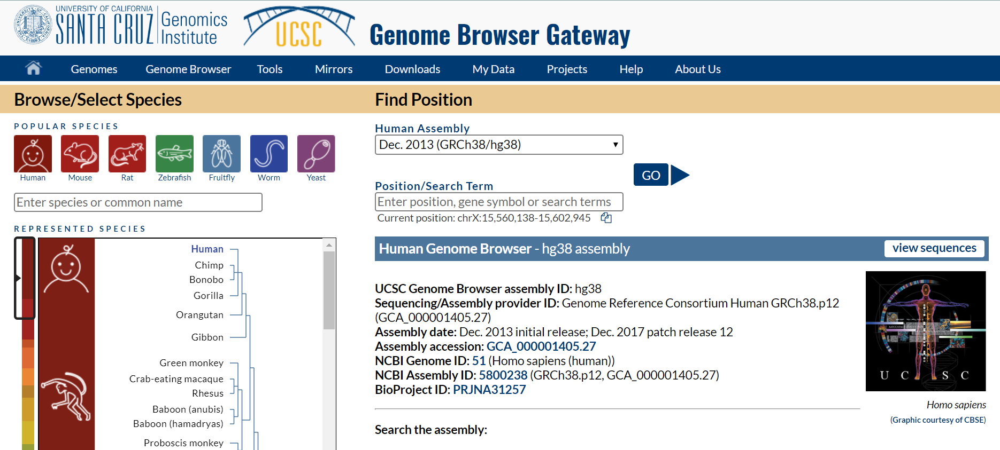 UNIVERSITY OF CALIFORNIA
SANTA CRUZ
Genomics
Institute
UCSC
Genome Browser Gateway
Genomes
Genome Browser
Tools
Mirrors
Downloads
My Data
Projects
Help
About Us
Browse/Select Species
POPULAR SPECIES
Human
Mouse
Rat
Zebrafish
Fruitfly
Worm
Yeast
Enter species or common name
REPRESENTED SPECIES
Human
Chimp
Bonobo
Gorilla
Orangutan
Gibbon
Green monkey
Crab-eating macaque
Rhesus
Baboon (anubis)
Baboon (hamadryas)
Proboscis monkey
Find Position
Human Assembly
Dec. 2013 (GRCh38/hg38)
GO
Position/Search Term
Enter position, gene symbol or search terms
Current position: chrX:15,560,138-15,602,945
Human Genome Browser - hg38 assembly
view sequences
UCSC Genome Browser assembly ID: hg38
Sequencing/Assembly provider ID: Genome Reference Consortium Human GRCh38.p12
(GCA_000001405.27)
Assembly date: Dec. 2013 initial release; Dec. 2017 patch release 12
Assembly accession: GCA_000001405.27
NCBI Genome ID: 51 (Homo sapiens (human))
NCBI Assembly ID: 5800238 (GRCh38.p12, GCA_000001405.27)
BioProject ID: PRJNA31257
Search the assembly:
U C S C
Homo sapiens
(Graphic courtesy of CBSE)